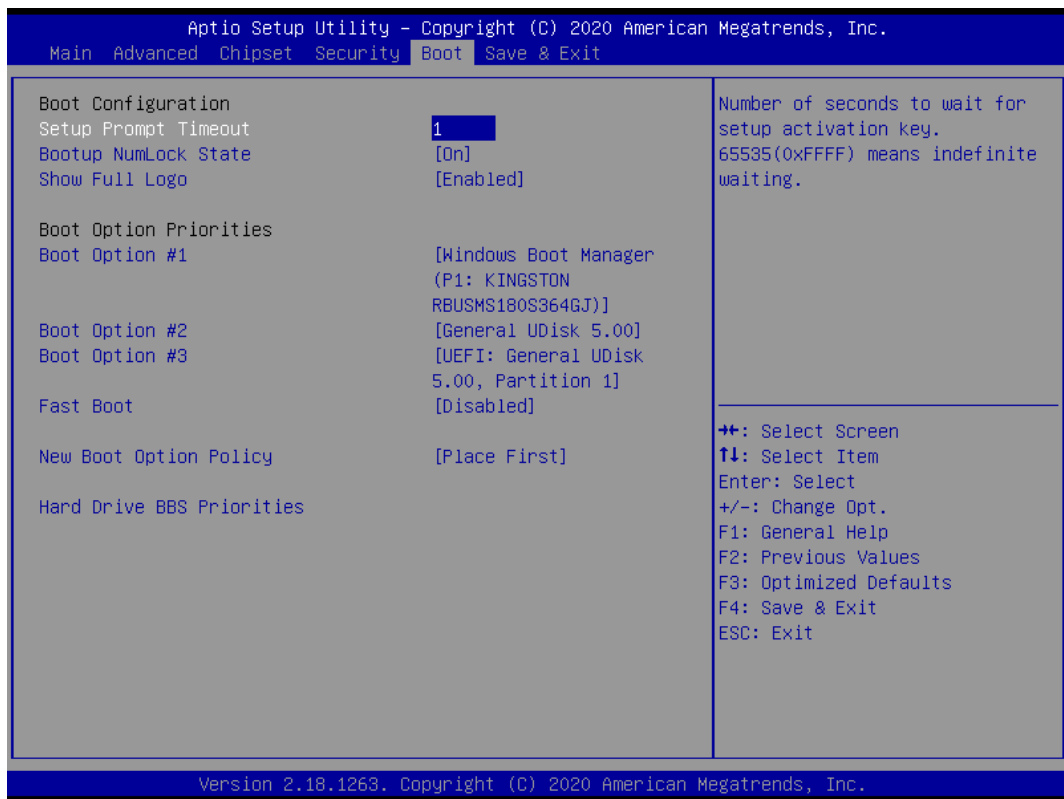 Aptio Setup Utility – Copyright (C) 2020 American Megatrends, Inc.
Main Advanced Chipset Security Boot Save & Exit
Boot Configuration
Setup Prompt Timeout 1
Bootup NumLock State [On]
Show Full Logo [Enabled]
Boot Option Priorities
Boot Option #1 [Windows Boot Manager
(P1: KINGSTON
RBUSMS180S364GJ)]
Boot Option #2 [General UDisk 5.00]
Boot Option #3 [UEFI: General UDisk
5.00, Partition 1]
Fast Boot [Disabled]
New Boot Option Policy [Place First]
Hard Drive BBS Priorities
Number of seconds to wait for
setup activation key.
65535(0xFFFF) means indefinite
waiting.
→←: Select Screen
↑↓: Select Item
Enter: Select
+/-: Change Opt.
F1: General Help
F2: Previous Values
F3: Optimized Defaults
F4: Save & Exit
ESC: Exit
Version 2.18.1263. Copyright (C) 2020 American Megatrends, Inc.